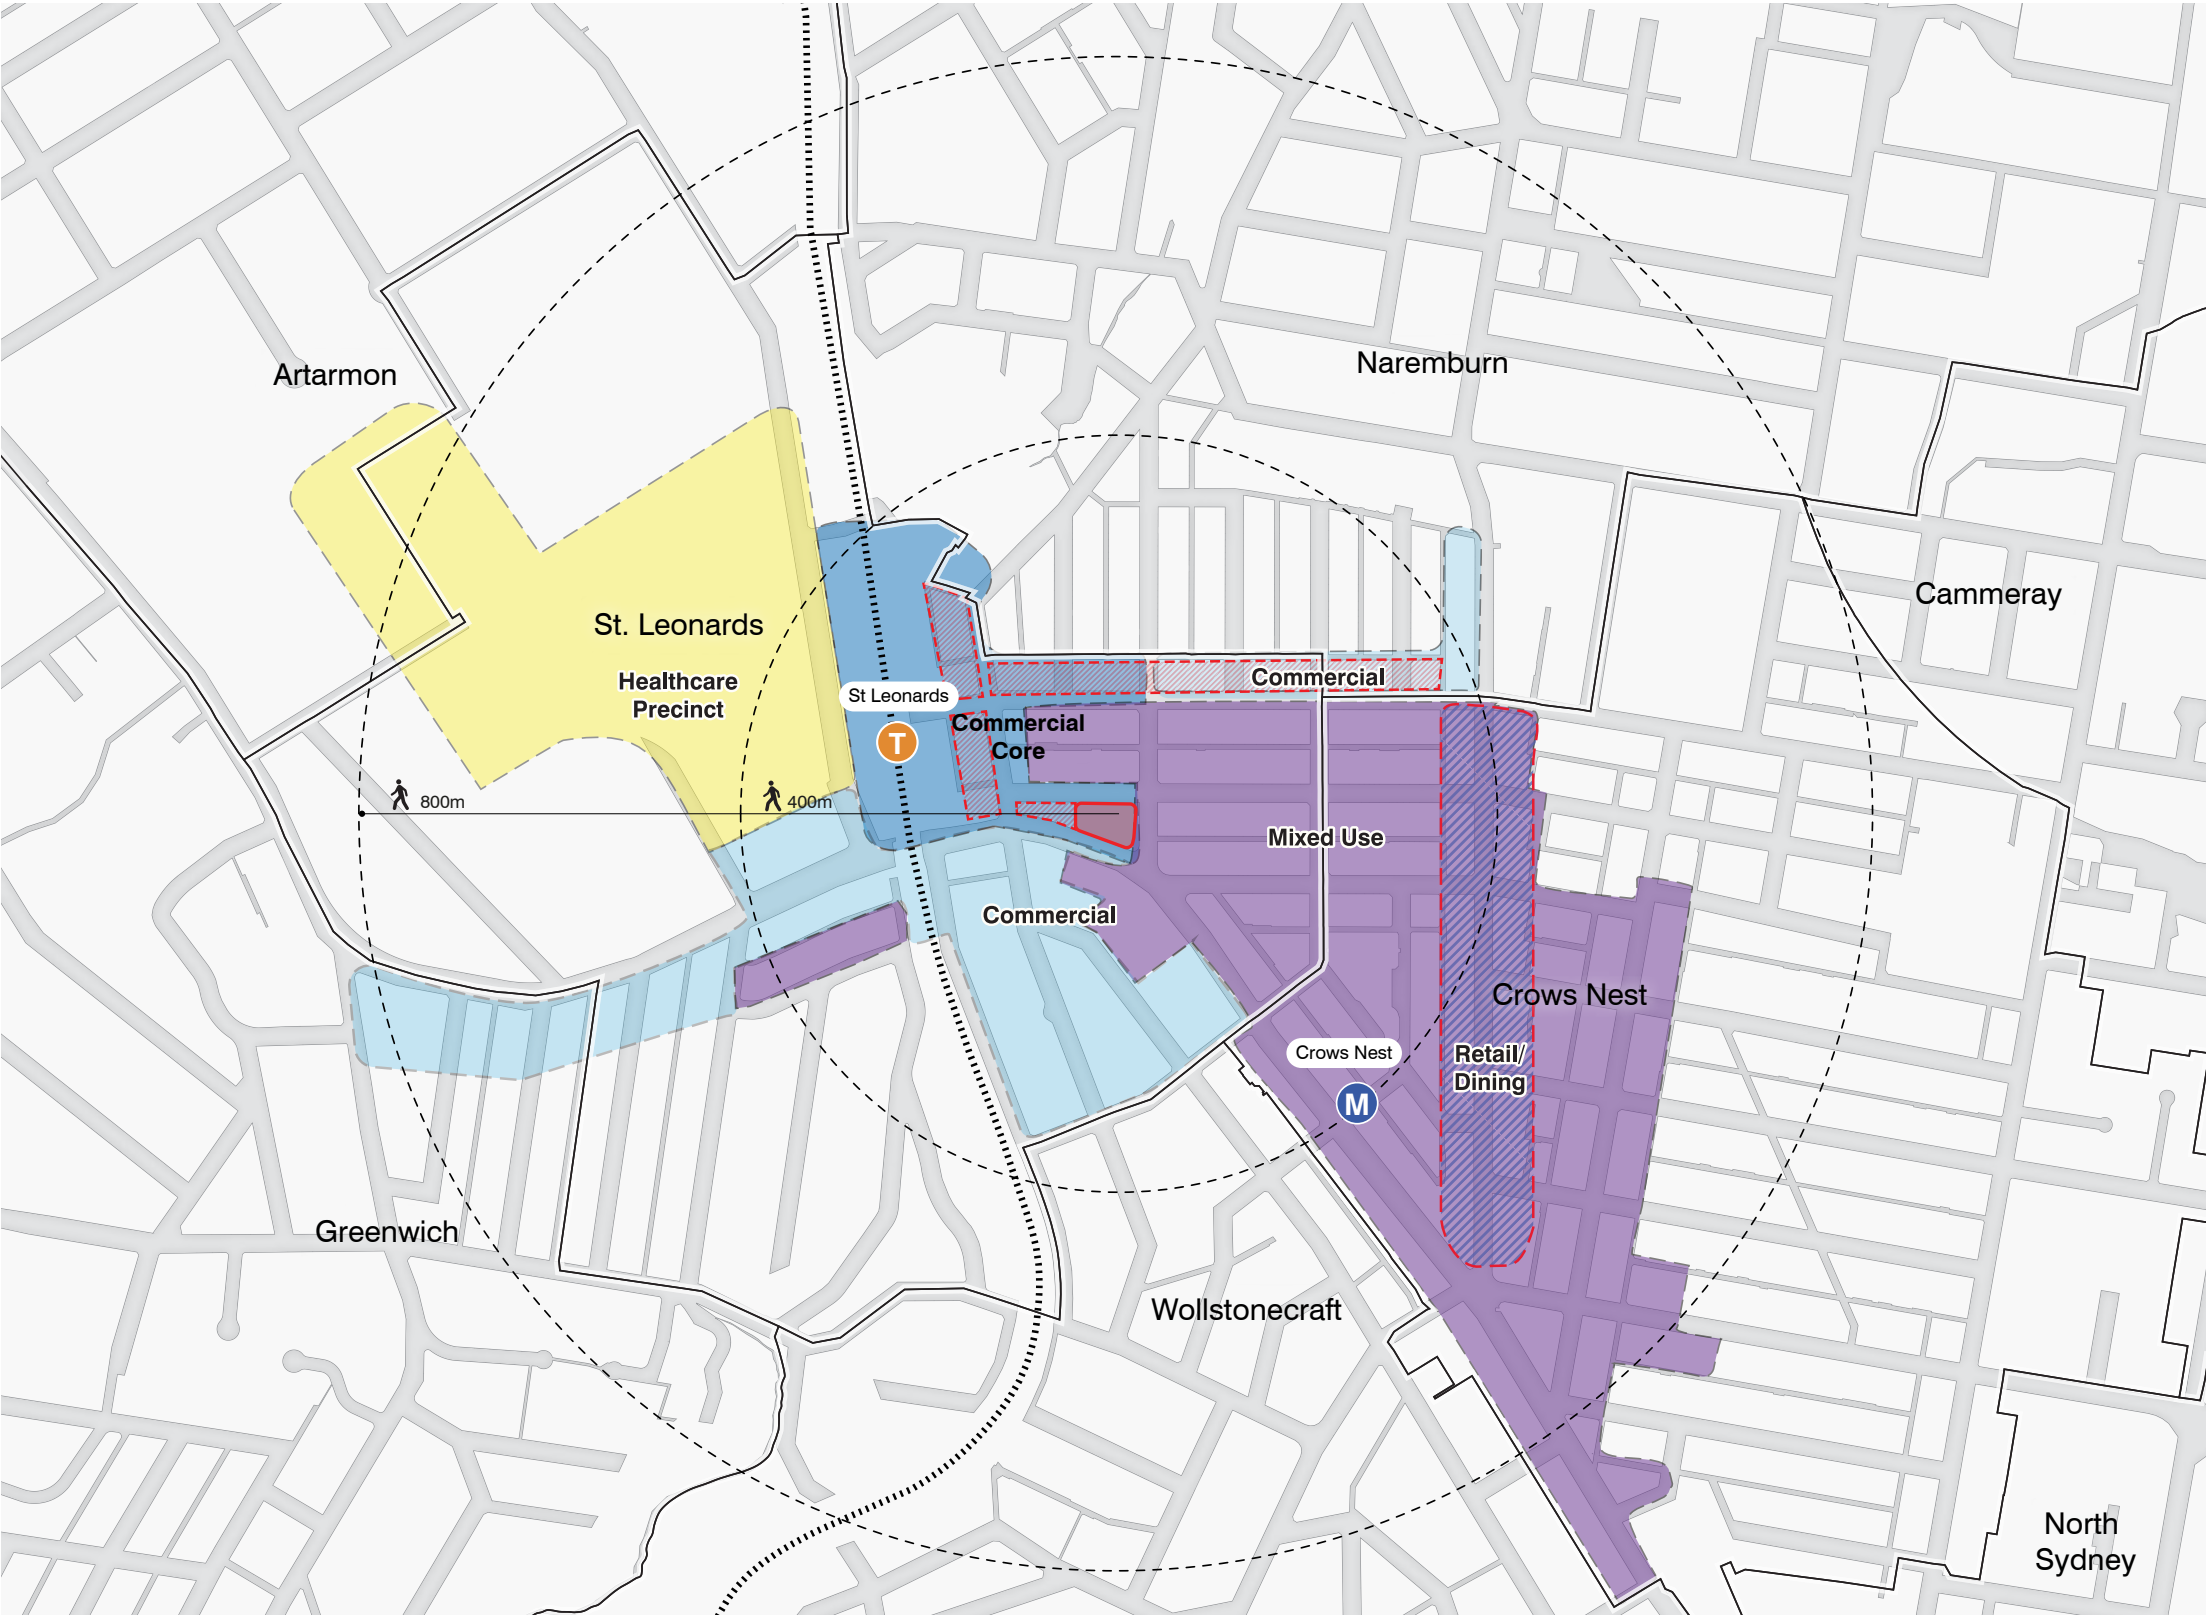 Naremburn
Artarmon
Cammeray
St. Leonards
Healthcare
Precinct
St Leonards
T
Commercial
Commercial
Core
800m
400m
Mixed Use
Commercial
Crows Nest
Crows Nest
M
Retail/
Dining
Greenwich
Wollstonecraft
North
Sydney